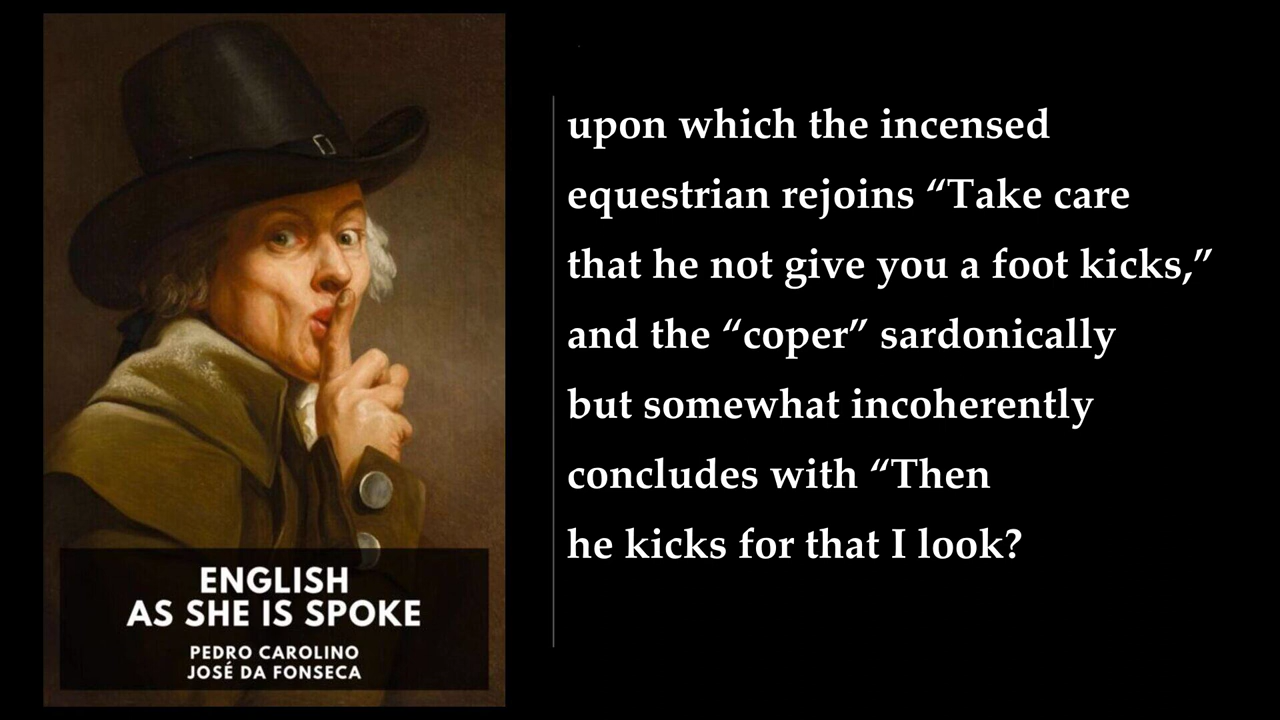 ENGLISH
AS SHE IS SPOKE
PEDRO CAROLINO
JOSÉ DA FONSECA
upon which the incensed
equestrian rejoins “Take care
that he not give you a foot kicks,”
and the “coper” sardonically
but somewhat incoherently
concludes with “Then
he kicks for that I look?